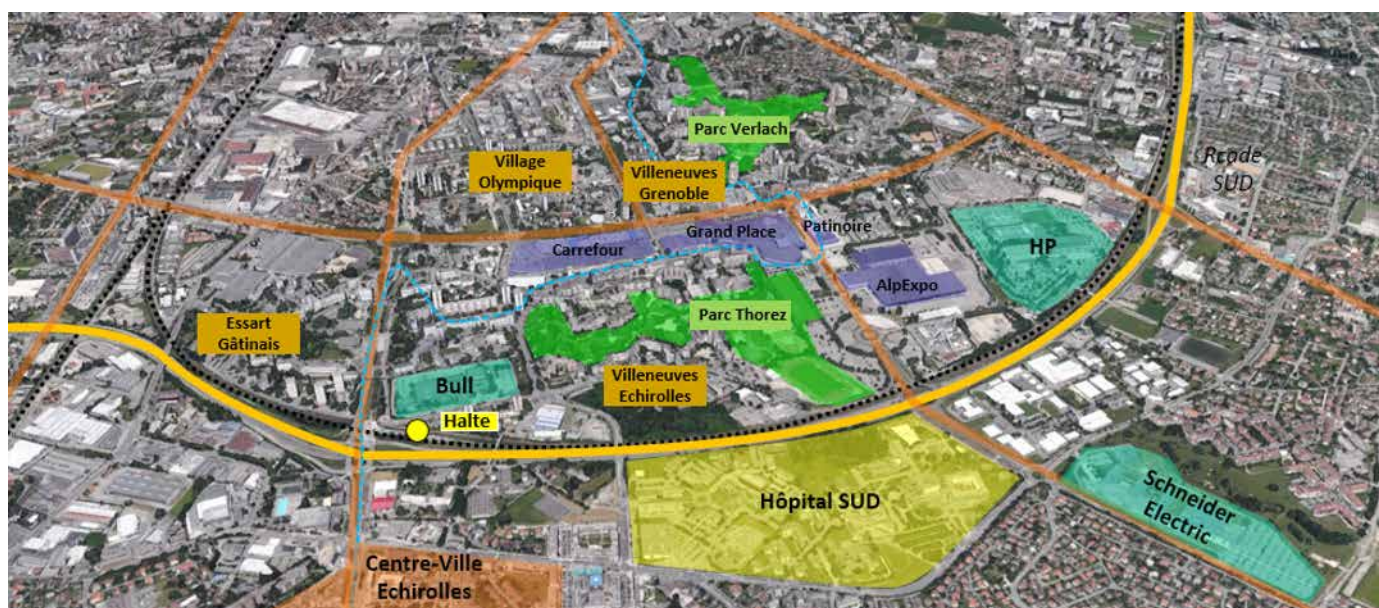 Parc Verlach
Village
Olympique
Villeneuves
Grenoble
Rcade
SUD
Carrefour
Grand Place
Patinoire
HP
AlpExpo
Essart
Gâtinais
Parc Thorez
Bull
Villeneuves
Echirolles
Halte
Hôpital SUD
Schneider
Electric
Centre-Ville
Echirolles